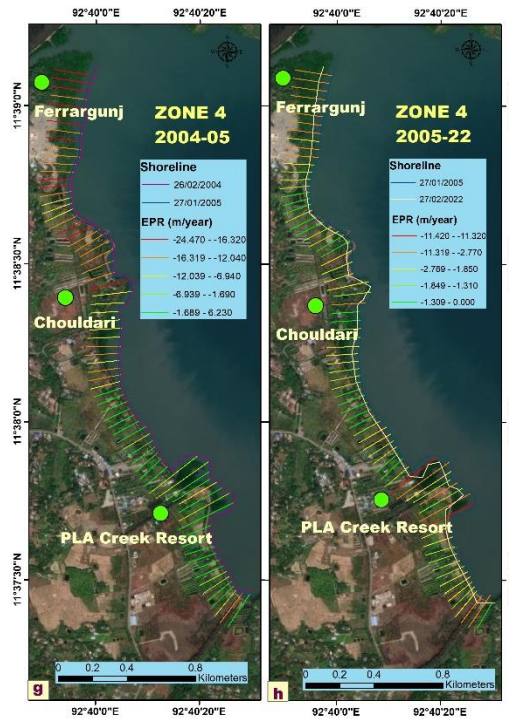 92°40'0"E
92°40'20"E
92°40'0"E
92°40'20"E
11°39'0"N
11°38'30"N
11°38'0"N
11°37'30"N
Ferrargunj
ZONE 4
2004-05
Shoreline
26/02/2004
27/01/2005
EPR (m/year)
-24.470 - -16.320
-16.319 - -12.040
-12.039 - -6.940
-6.939 - -1.690
-1.689 - 6.230
Chouldari
PLA Creek Resort
0 0.2 0.4 0.8
Kilometers
g
92°40'0"E
92°40'20"E
Ferrargunj
ZONE 4
2005-22
Shoreline
27/01/2005
27/02/2022
EPR (m/year)
-11.420 - -11.320
-11.319 - -2.770
-2.769 - -1.850
-1.849 - -1.310
-1.309 - 0.000
Chouldari
PLA Creek Resort
0 0.2 0.4 0.8
Kilometers
h
92°40'0"E
92°40'20"E